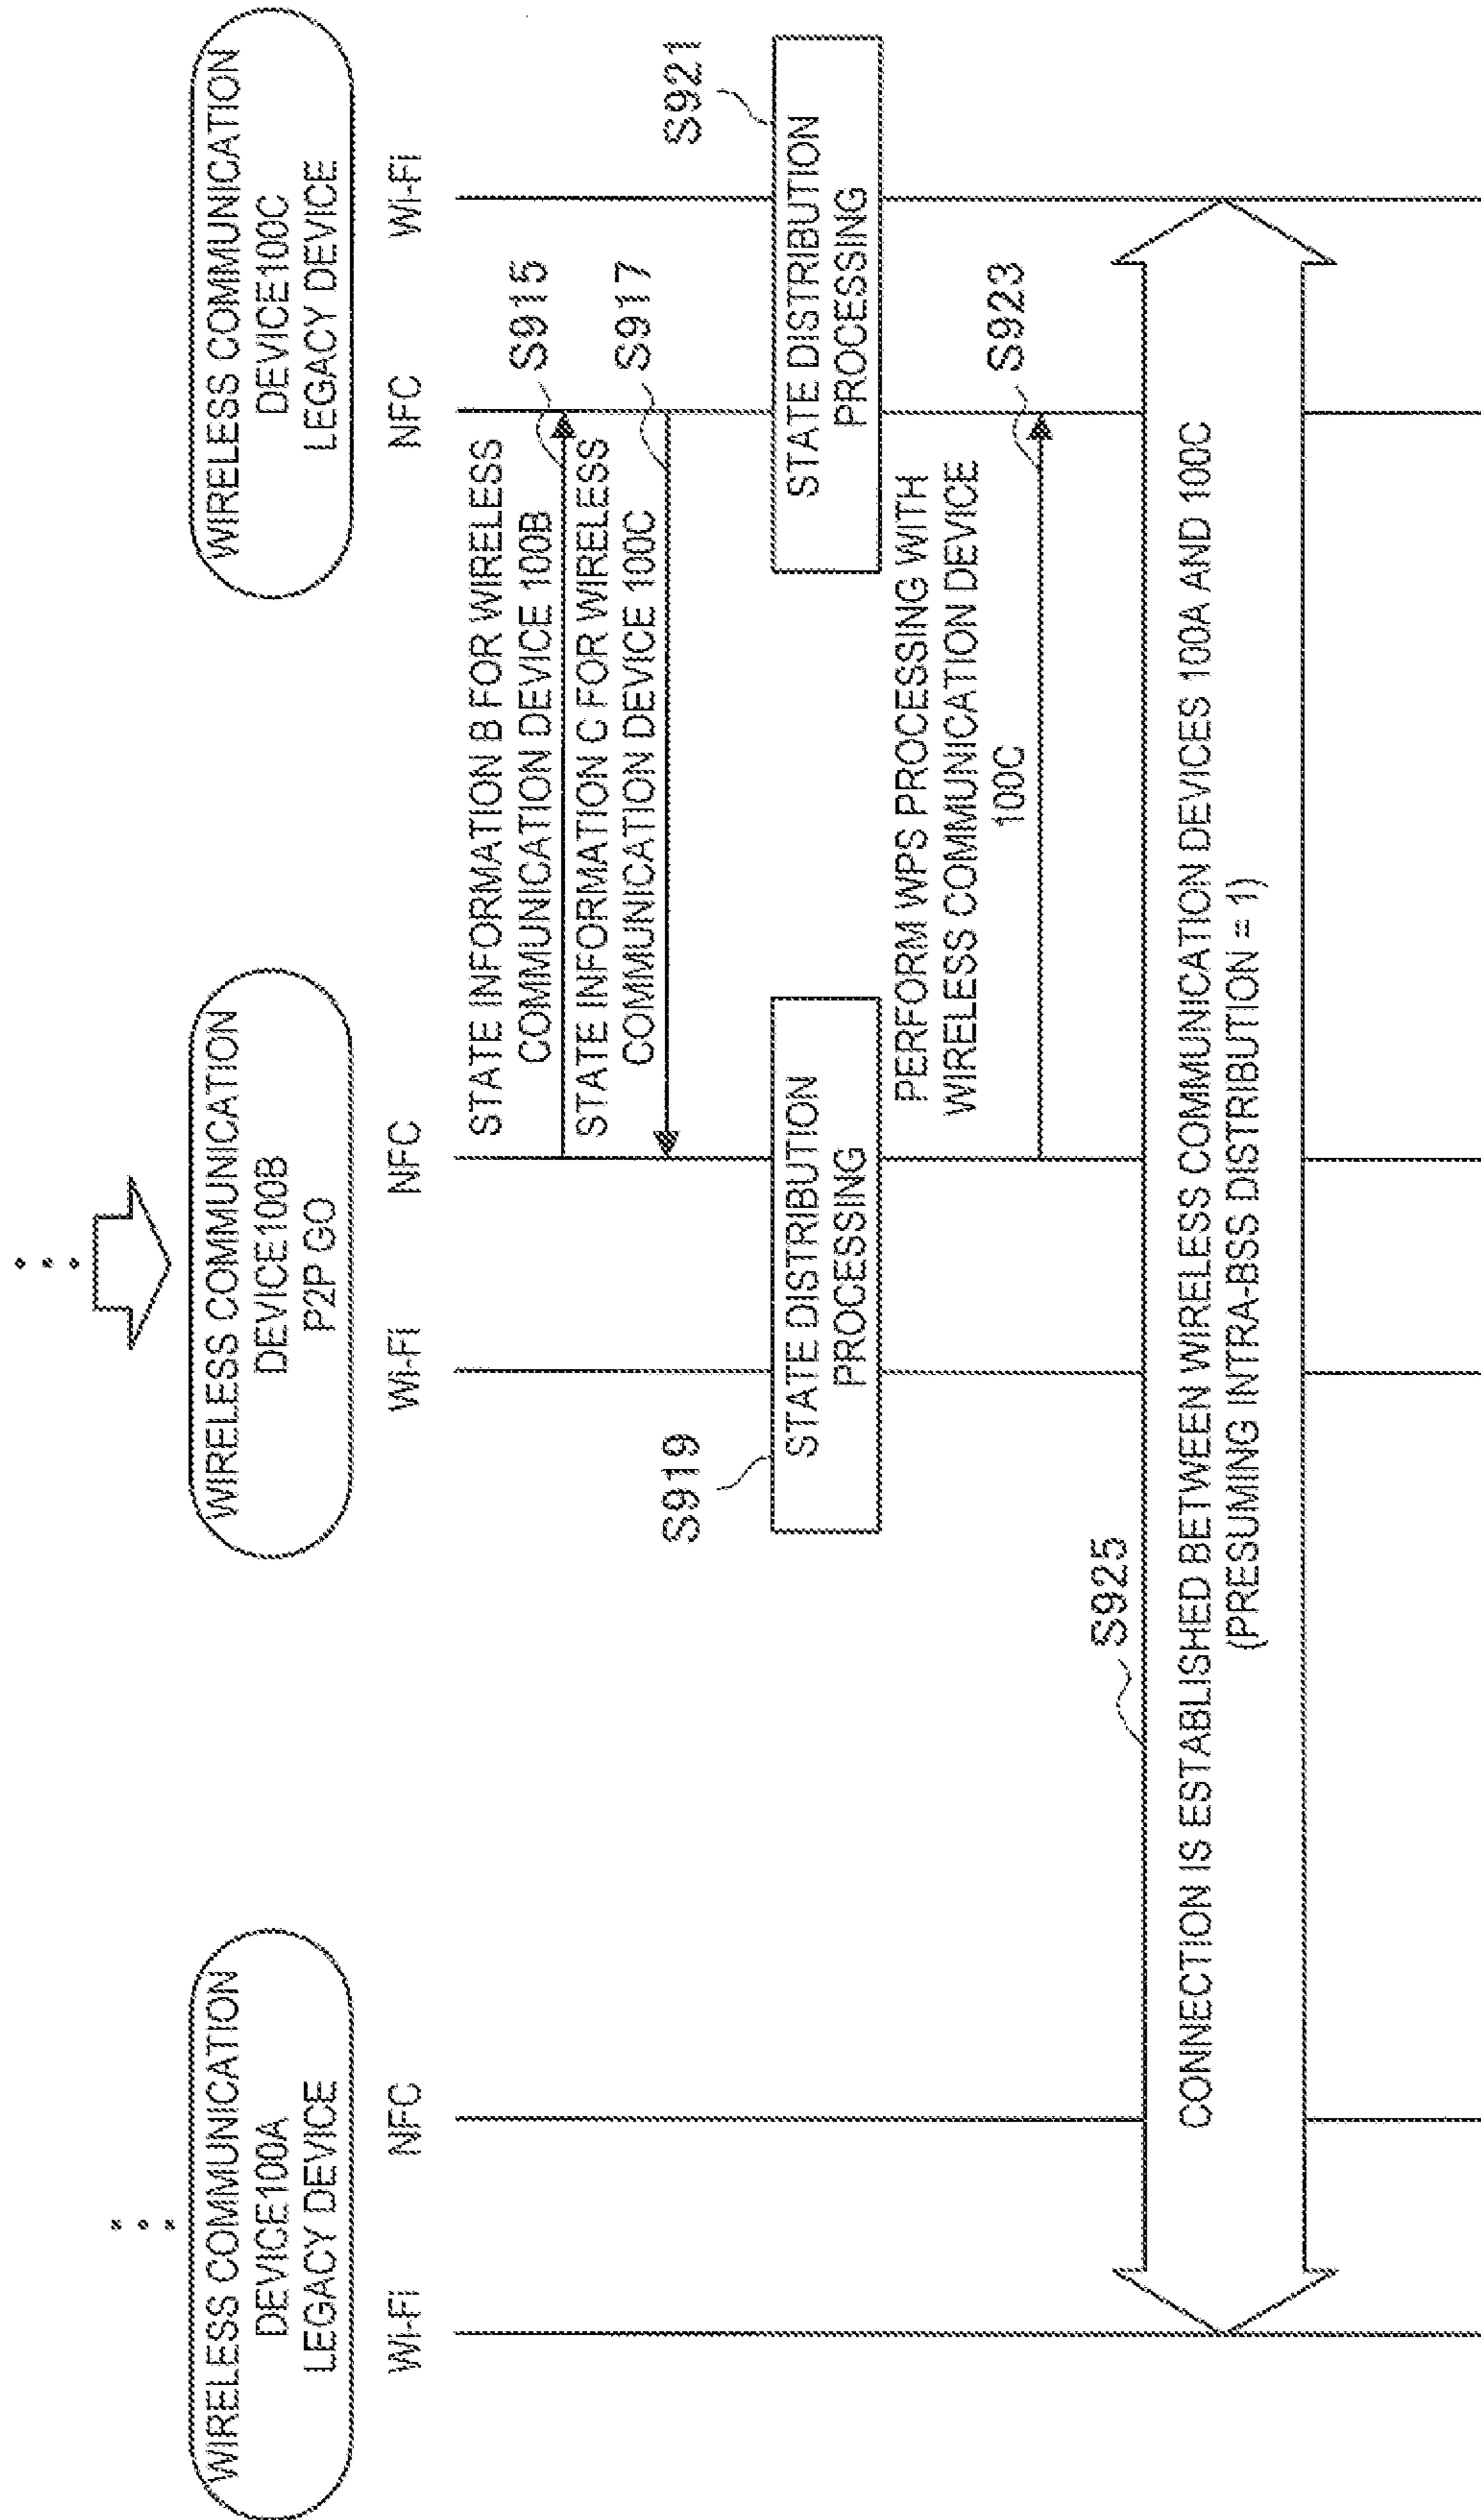 WIRELESS COMMUNICATION
DEVICE100A
LEGACY DEVICE
WIRELESS COMMUNICATION
DEVICE100B
P2P GO
WIRELESS COMMUNICATION
DEVICE100C
LEGACY DEVICE
Wi-Fi
NFC
Wi-Fi
NFC
NFC
Wi-Fi
STATE INFORMATION B FOR WIRELESS
COMMUNICATION DEVICE 100B
S915
STATE INFORMATION C FOR WIRELESS
COMMUNICATION DEVICE 100C
S917
S919
STATE DISTRIBUTION
PROCESSING
S921
STATE DISTRIBUTION
PROCESSING
PERFORM WPS PROCESSING WITH
WIRELESS COMMUNICATION DEVICE
100C
S923
S925
CONNECTION IS ESTABLISHED BETWEEN WIRELESS COMMUNICATION DEVICES 100A AND 100C
(PRESUMING INTRA-BSS DISTRIBUTION = 1)